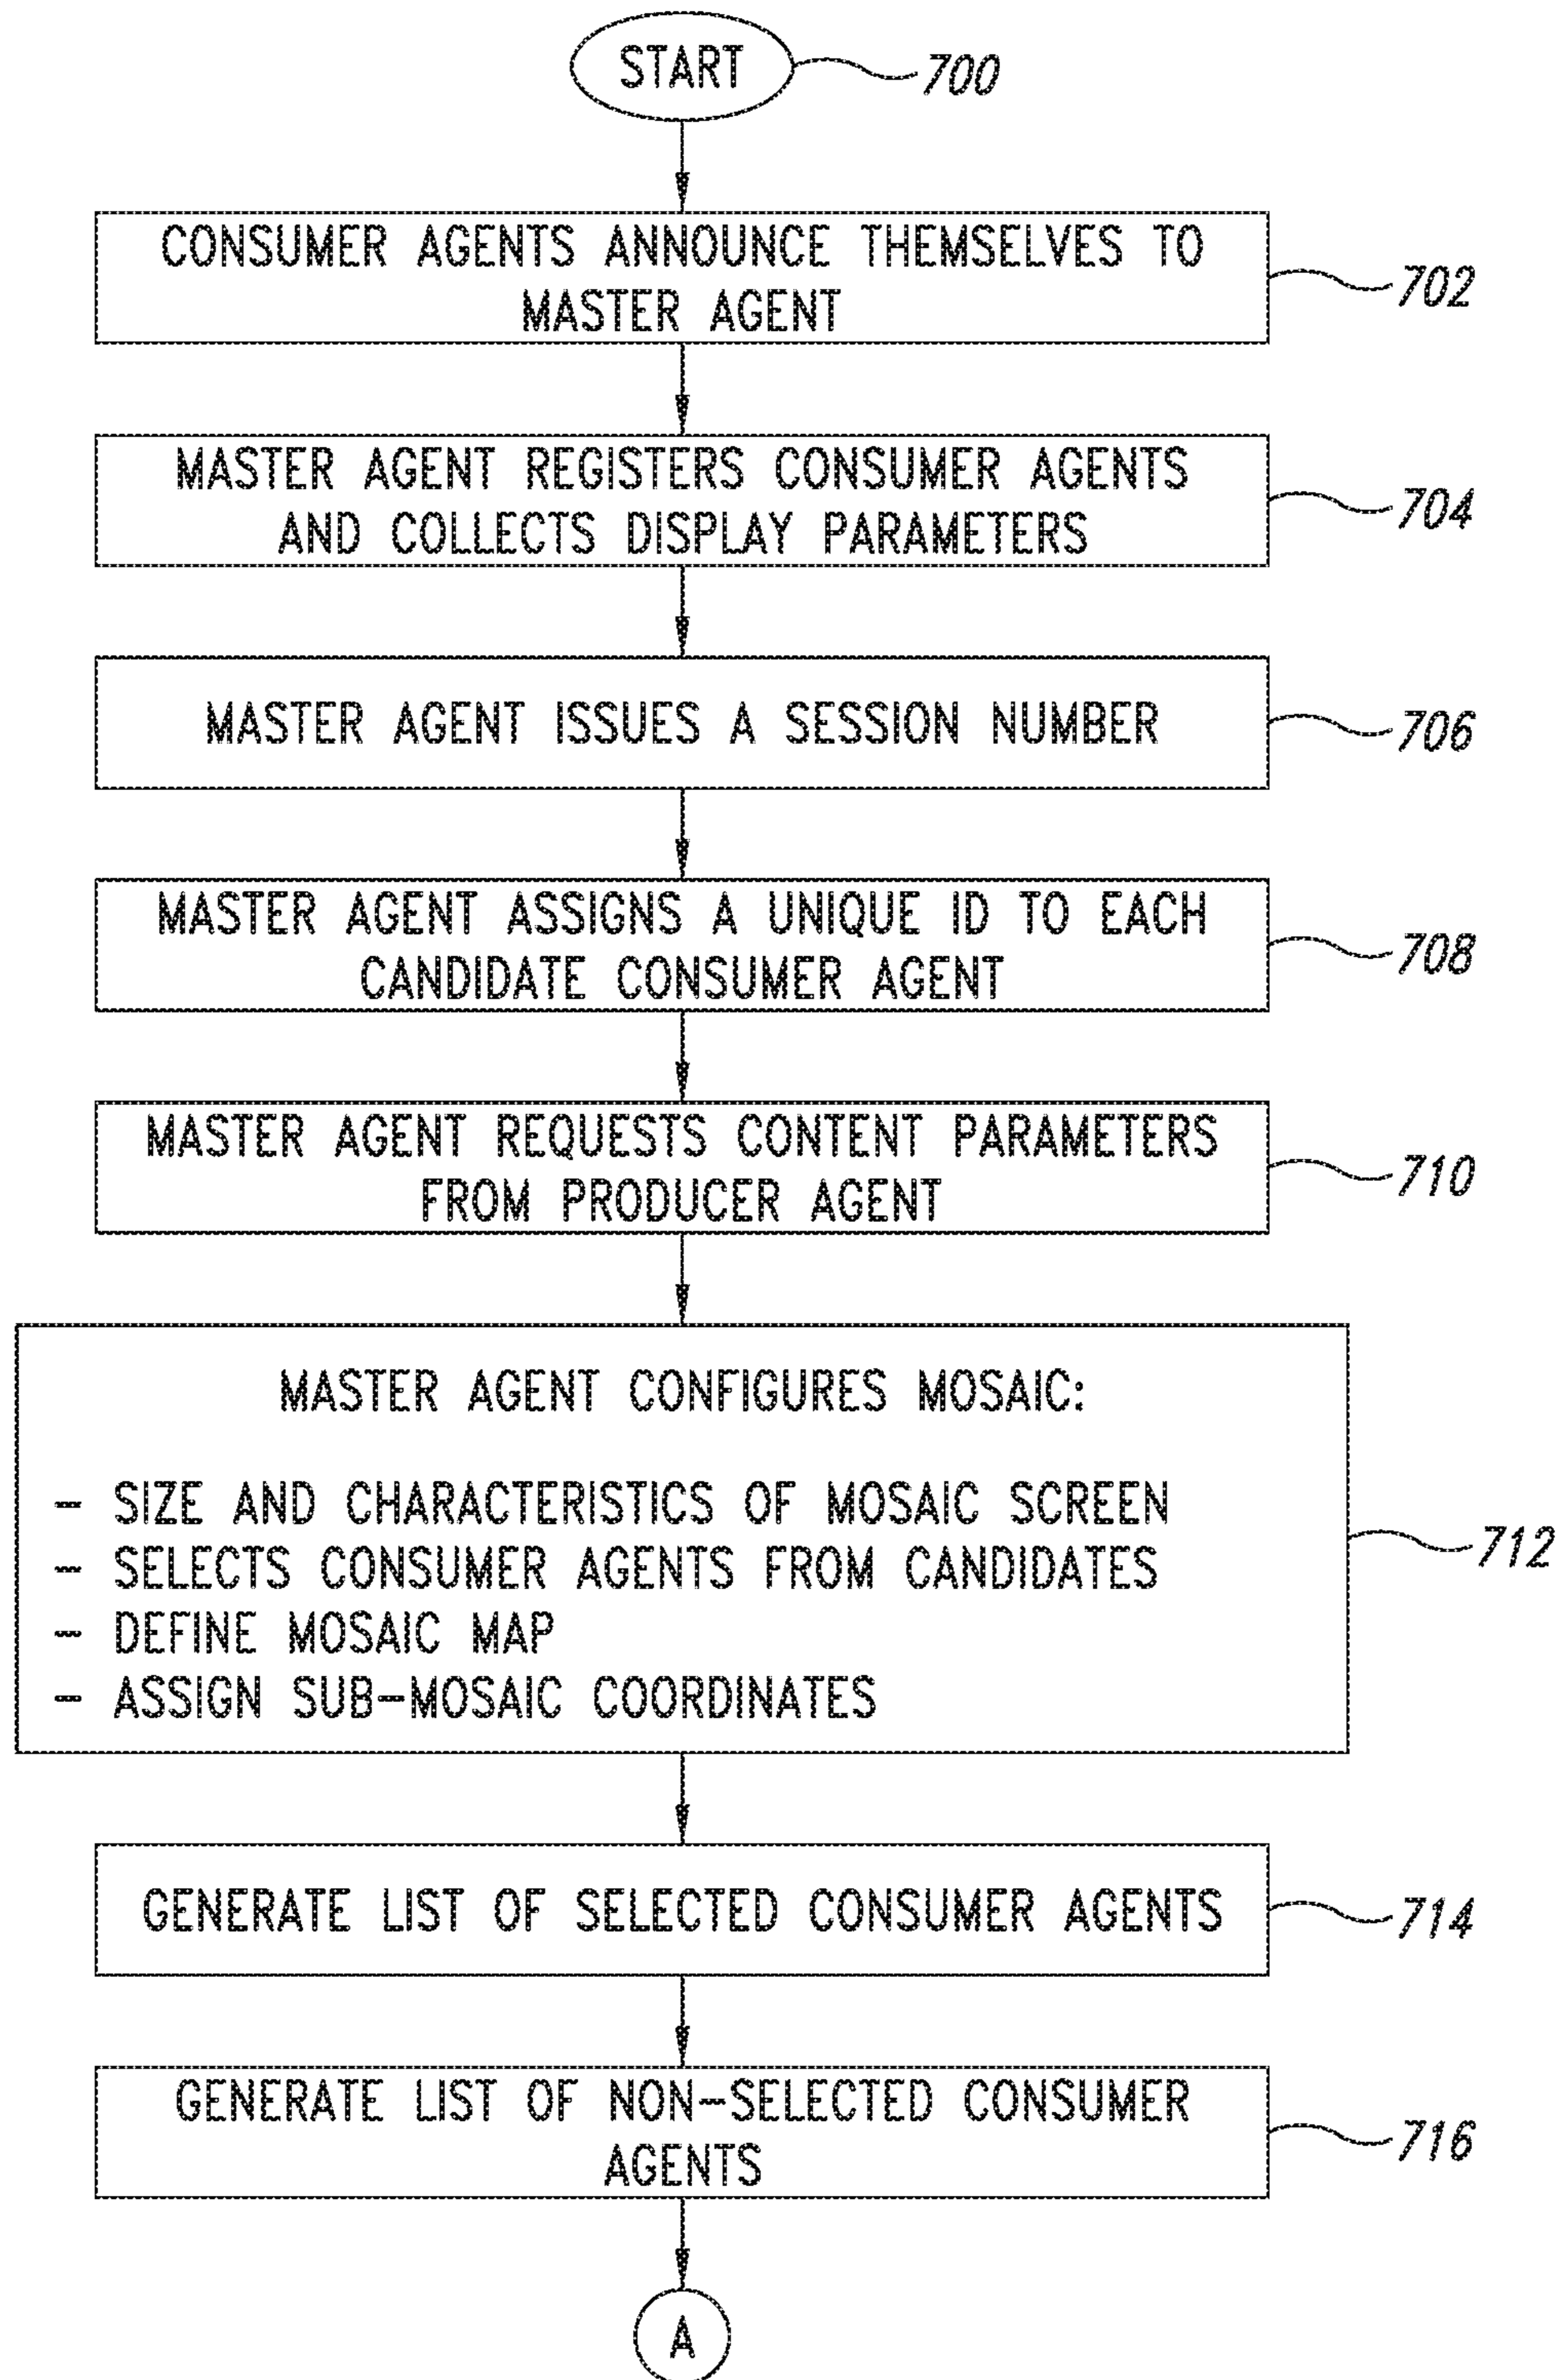 START
700
CONSUMER AGENTS ANNOUNCE THEMSELVES TO
MASTER AGENT
702
MASTER AGENT REGISTERS CONSUMER AGENTS
AND COLLECTS DISPLAY PARAMETERS
704
MASTER AGENT ISSUES A SESSION NUMBER
706
MASTER AGENT ASSIGNS A UNIQUE ID TO EACH
CANDIDATE CONSUMER AGENT
708
MASTER AGENT REQUESTS CONTENT PARAMETERS
FROM PRODUCER AGENT
710
MASTER AGENT CONFIGURES MOSAIC:
- SIZE AND CHARACTERISTICS OF MOSAIC SCREEN
- SELECTS CONSUMER AGENTS FROM CANDIDATES
- DEFINE MOSAIC MAP
- ASSIGN SUB-MOSAIC COORDINATES
712
GENERATE LIST OF SELECTED CONSUMER AGENTS
714
GENERATE LIST OF NON-SELECTED CONSUMER
AGENTS
716
A